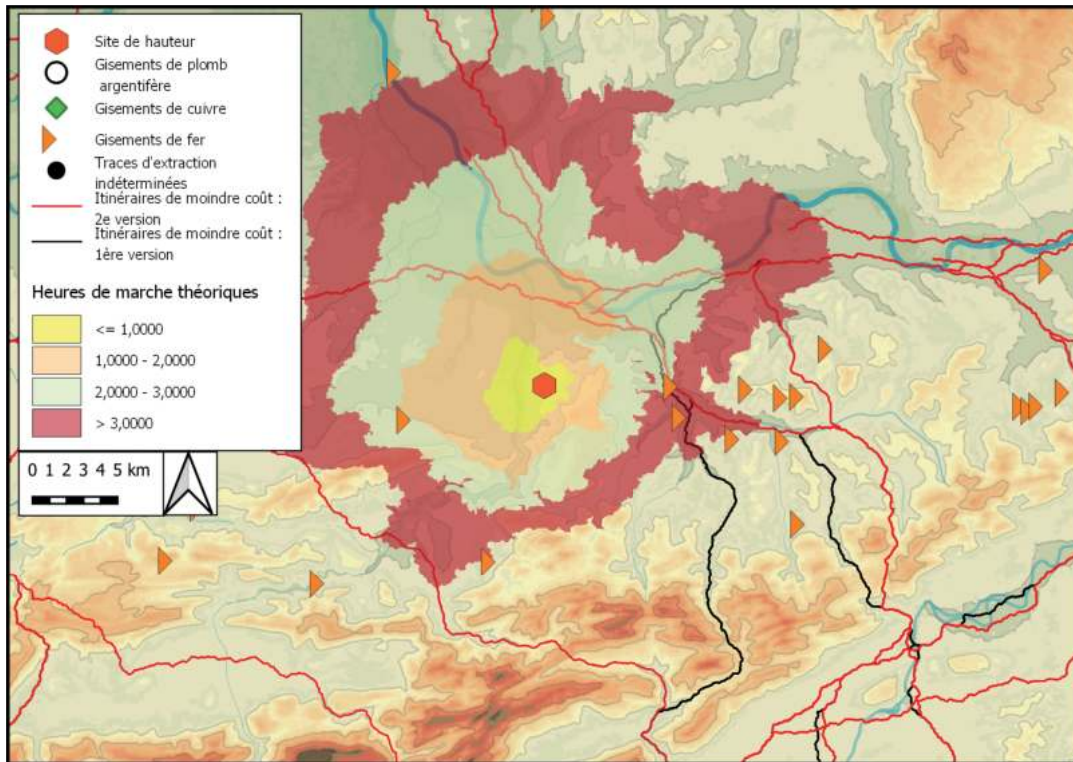 Site de hauteur
Gisements de plomb
argentifère
Gisements de cuivre
Gisements de fer
Traces d'extraction
indéterminées
Itinéraires de moindre coût :
2e version
Itinéraires de moindre coût :
1ère version
Heures de marche théoriques
<= 1,0000
1,0000 - 2,0000
2,0000 - 3,0000
> 3,0000
0 1 2 3 4 5 km